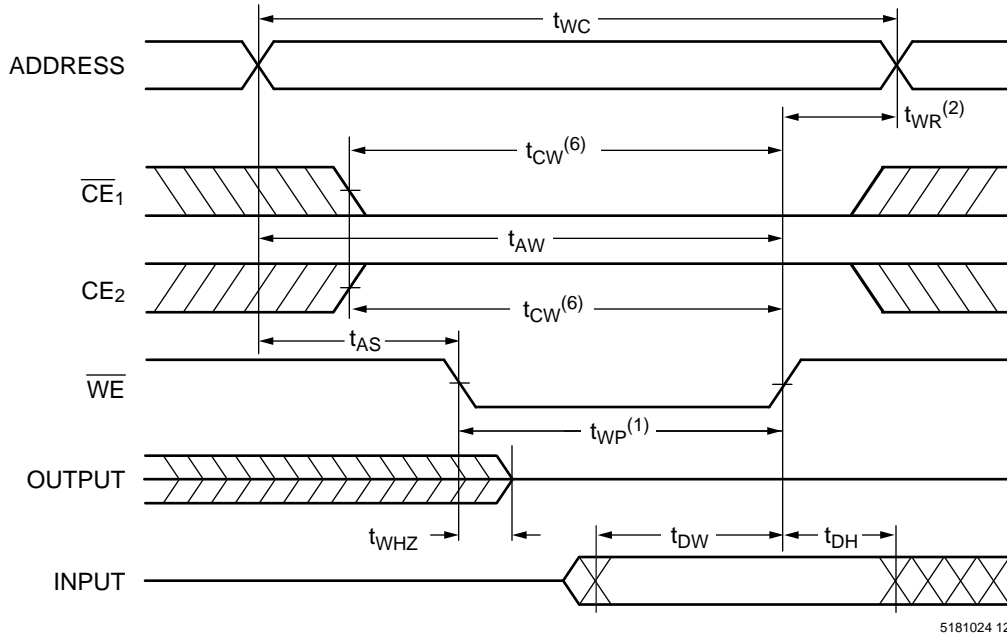 tWC
ADDRESS
tWR(2)
tCW(6)
CE1
tAW
CE2
tCW(6)
tAS
WE
tWP(1)
OUTPUT
tWHZ
tDW
tDH
INPUT
5181024 12